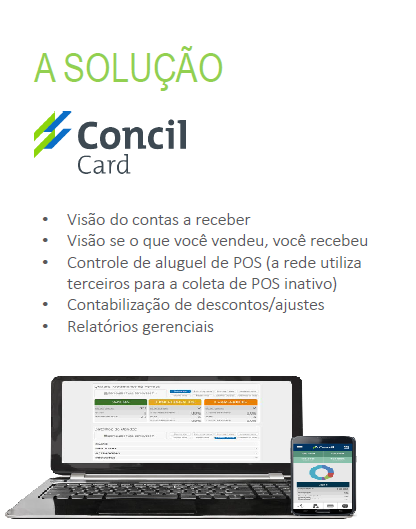 A SOLUÇÃO
Concil
Card
• Visão do contas a receber
• Visão se o que você vendeu, você recebeu
• Controle de aluguel de POS (a rede utiliza
terceiros para a coleta de POS inativo)
• Contabilização de descontos/ajustes
• Relatórios gerenciais